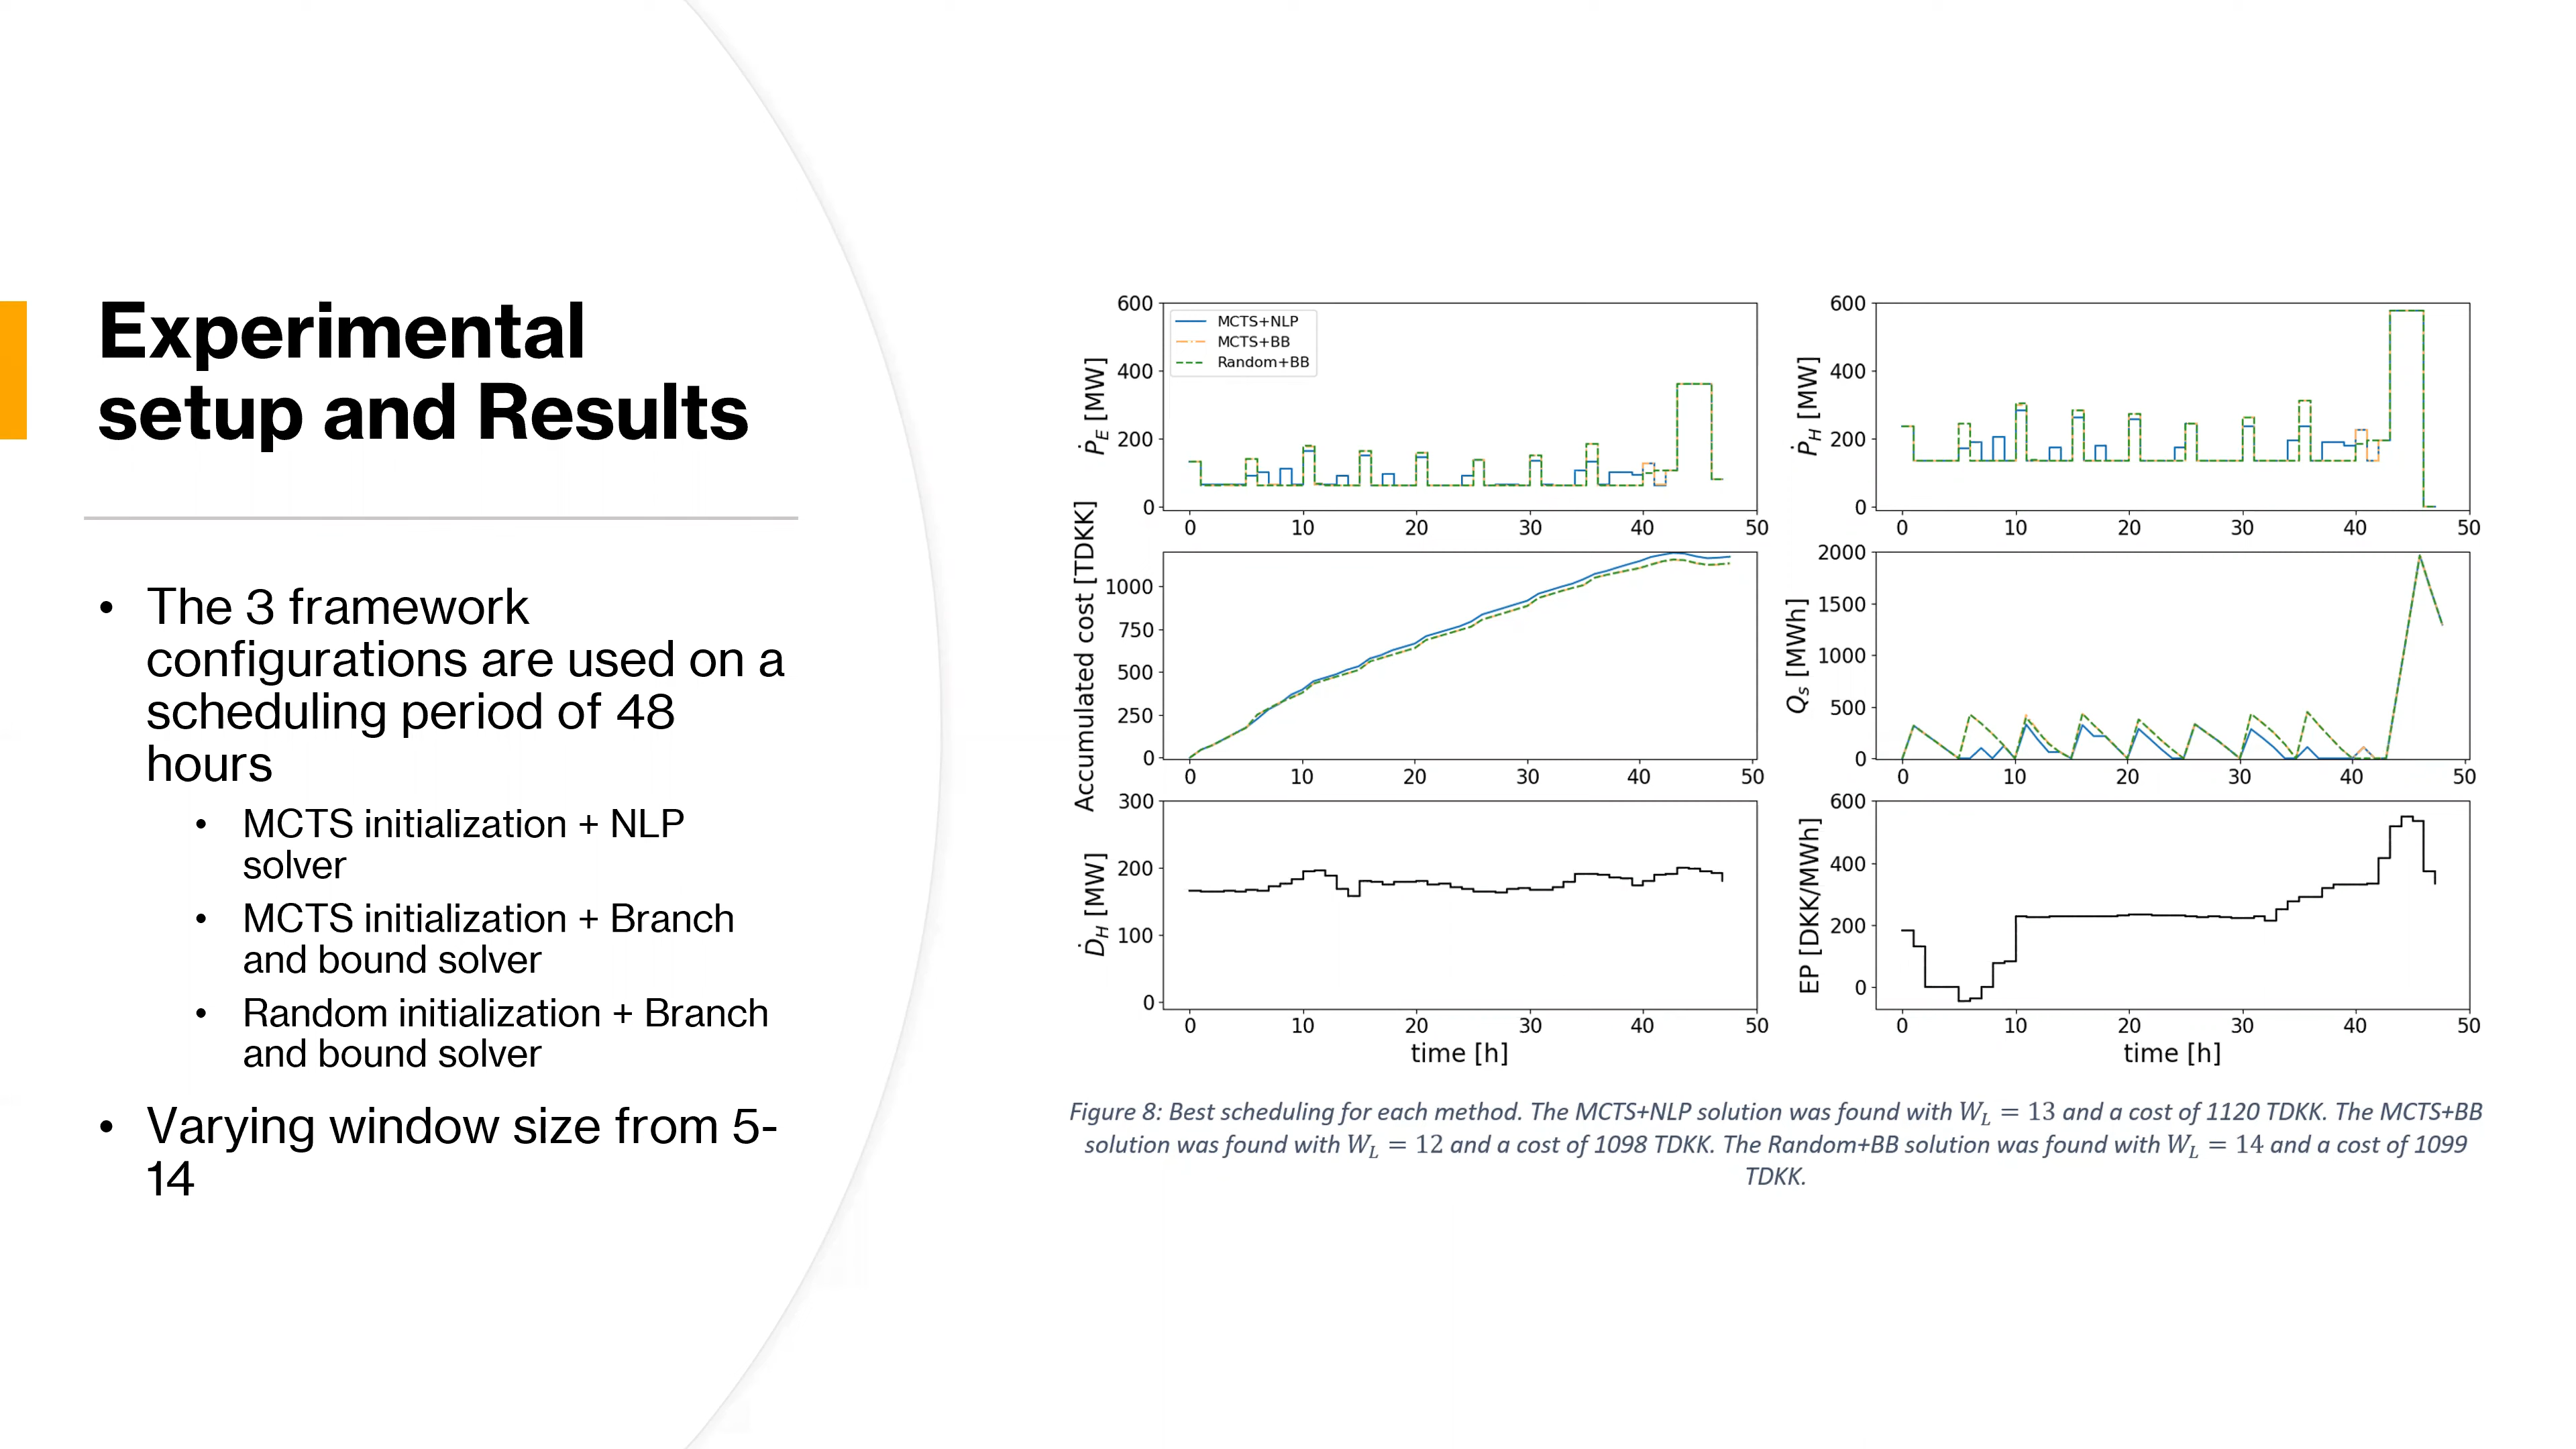 Experimental
setup and Results
• The 3 framework
configurations are used on a
scheduling period of 48
hours
• MCTS initialization + NLP
solver
• MCTS initialization + Branch
and bound solver
• Random initialization + Branch
and bound solver
• Varying window size from 5-
14
600
400
200
0
Ṗ_E [MW]
MCTS+NLP
MCTS+BB
Random+BB
0 10 20 30 40 50
600
400
200
0
Ṗ_H [MW]
0 10 20 30 40 50
1000
750
500
250
0
Accumulated cost [TDKK]
0 10 20 30 40 50
2000
1500
1000
500
0
Q_s [MWh]
0 10 20 30 40 50
300
200
100
0
Ḋ_H [MW]
0 10 20 30 40 50
time [h]
600
400
200
0
EP [DKK/MWh]
0 10 20 30 40 50
time [h]
Figure 8: Best scheduling for each method. The MCTS+NLP solution was found with W_L = 13 and a cost of 1120 TDKK. The MCTS+BB
solution was found with W_L = 12 and a cost of 1098 TDKK. The Random+BB solution was found with W_L = 14 and a cost of 1099
TDKK.